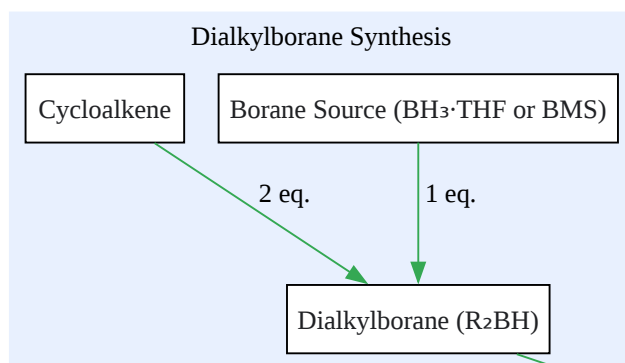 Dialkylborane Synthesis
Cycloalkene
Borane Source (BH₃·THF or BMS)
2 eq.
1 eq.
Dialkylborane (R₂BH)